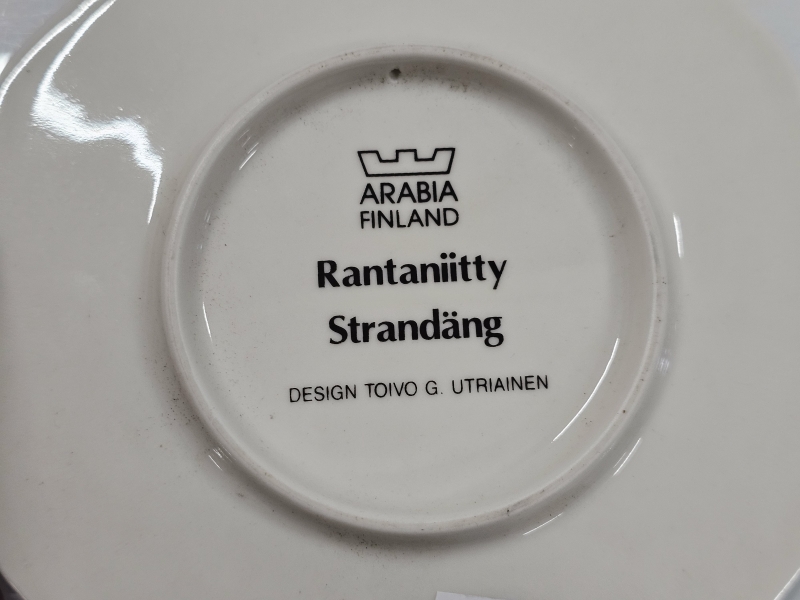 ARABIA
FINLAND
Rantaniitty
Strandäng
DESIGN TOIVO G. UTRIAINEN